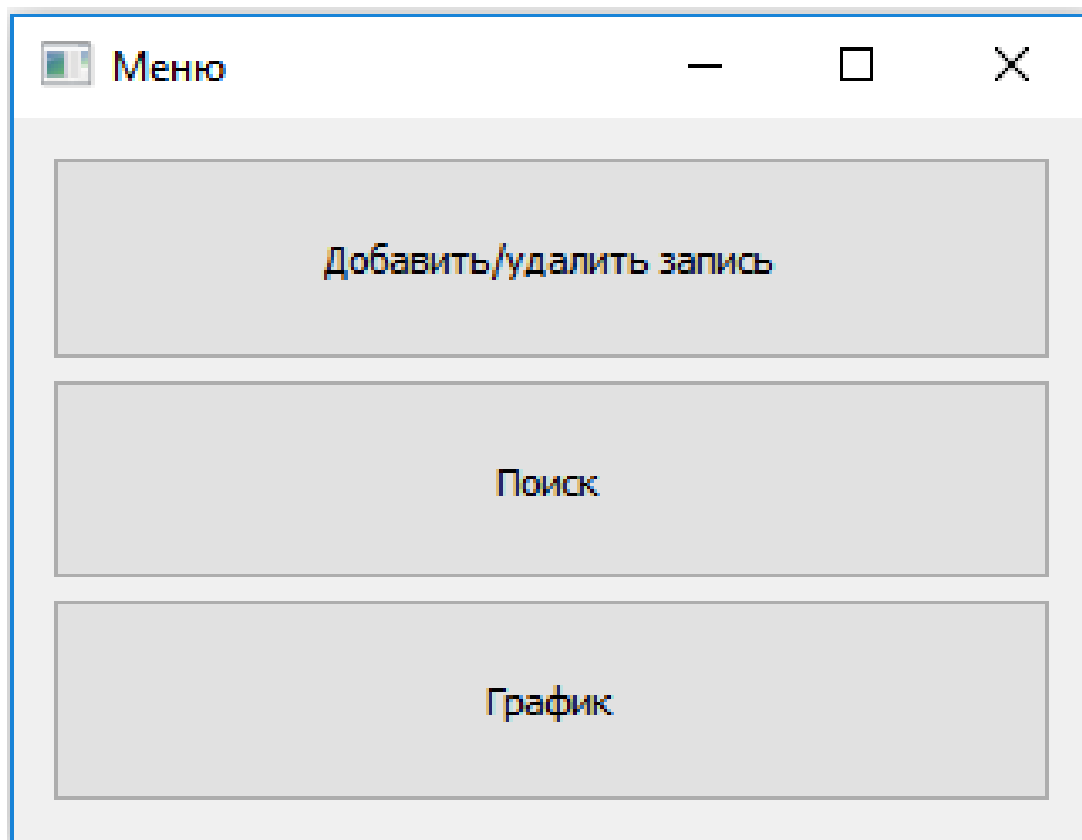 Меню
Добавить/удалить запись
Поиск
График